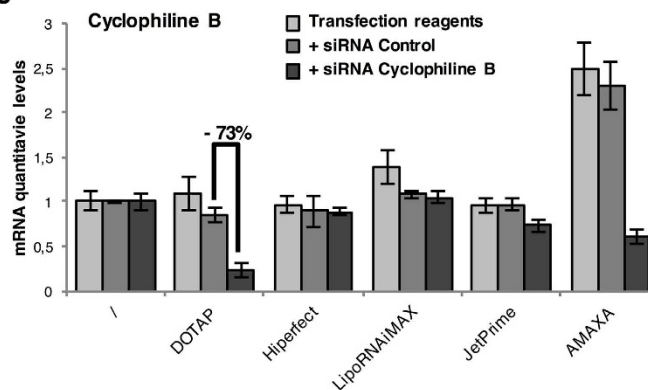 Cyclophiline B
Transfection reagents
+ siRNA Control
+ siRNA Cyclophiline B
mRNA quantitavie levels
3
2,5
2
1,5
1
0,5
0
- 73%
/
DOTAP
Hiperfect
LipoRNAiMAX
JetPrime
AMAXA